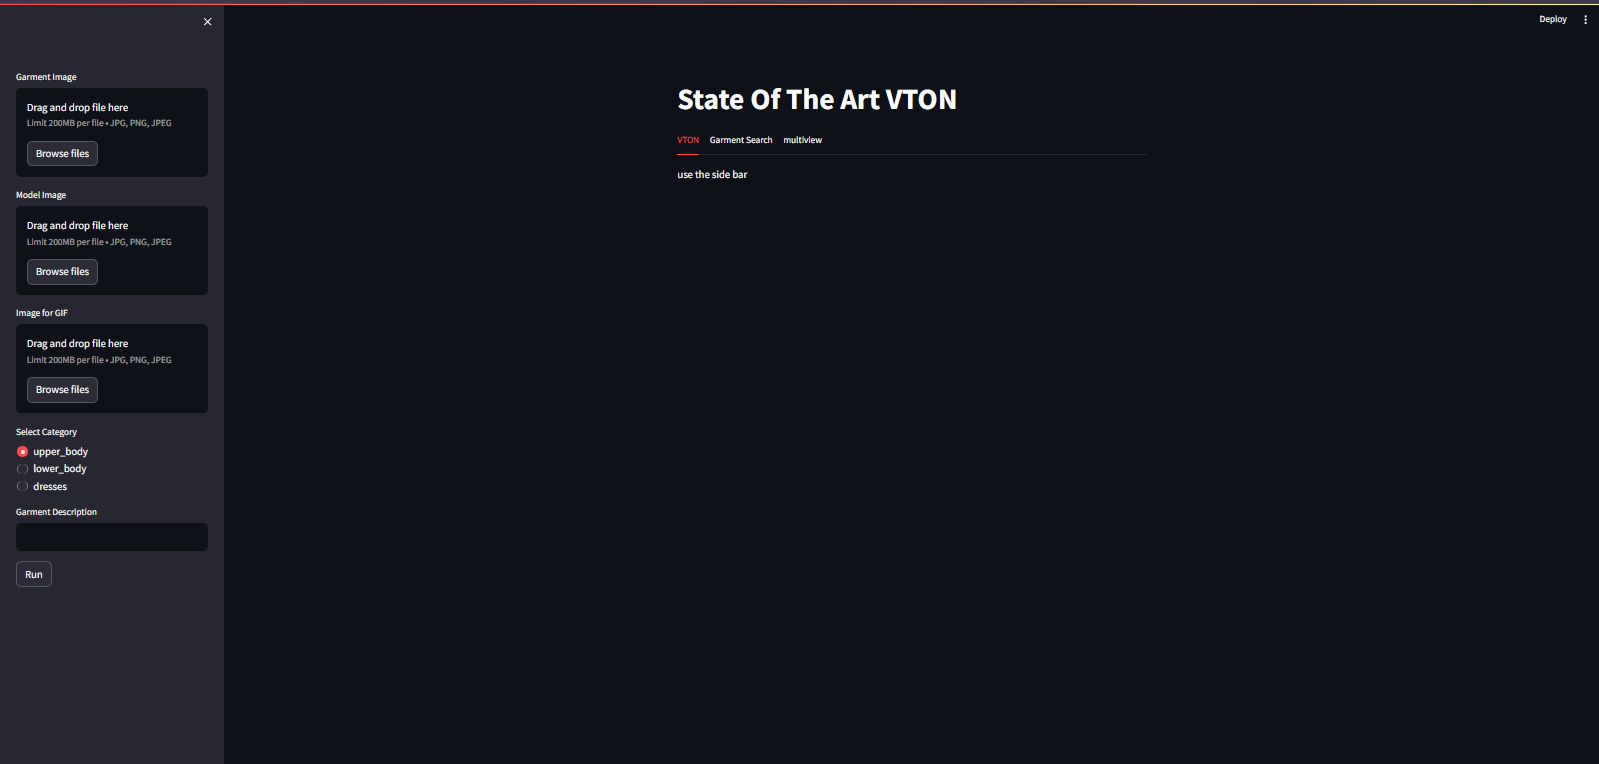 Deploy
Garment Image
Drag and drop file here
Limit 200MB per file • JPG, PNG, JPEG
Browse files
Model Image
Drag and drop file here
Limit 200MB per file • JPG, PNG, JPEG
Browse files
Image for GIF
Drag and drop file here
Limit 200MB per file • JPG, PNG, JPEG
Browse files
Select Category
upper_body
lower_body
dresses
Garment Description
Run
State Of The Art VTON
VTON Garment Search multiview
use the side bar